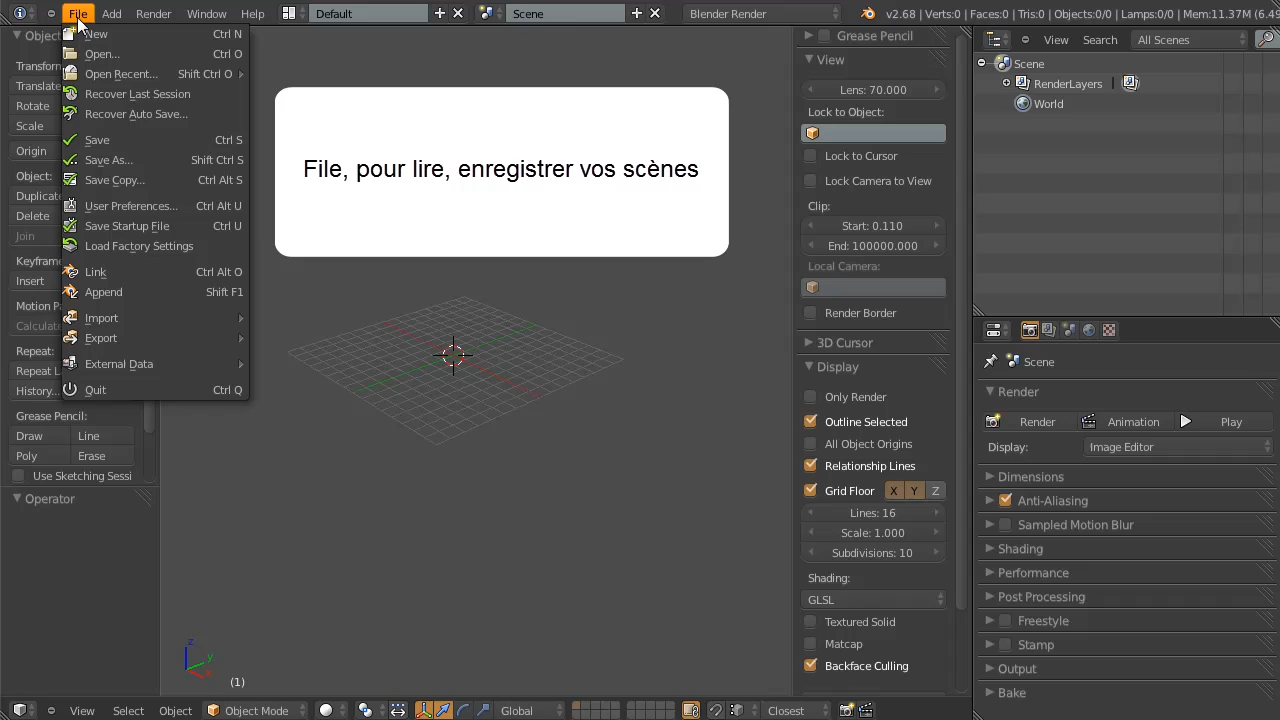 File Add Render Window Help Default Scene Blender Render v2.68 | Verts:0 | Faces:0 | Tris:0 | Objects:0/0 | Lamps:0/0 | Mem:11.37M (6.4
New Ctrl N
Open... Ctrl O
Open Recent... Shift Ctrl O
Recover Last Session
Recover Auto Save...
Save Ctrl S
Save As... Shift Ctrl S
Save Copy... Ctrl Alt S
User Preferences... Ctrl Alt U
Save Startup File Ctrl U
Load Factory Settings
Link Ctrl Alt O
Append Shift F1
Import
Export
External Data
Quit Ctrl Q
Object
Transfor
Translate
Rotate
Scale
Origin
Object:
Duplicat
Delete
Join
Keyfram
Insert
Motion P
Calculate
Repeat:
Repeat L
History...
Grease Pencil:
Draw Line
Poly Erase
Use Sketching Sessi
Operator
File, pour lire, enregistrer vos scènes
z
y
x
(1)
Grease Pencil
View
Lens: 70.000
Lock to Object:
Lock to Cursor
Lock Camera to View
Clip:
Start: 0.110
End: 100000.000
Local Camera:
Render Border
3D Cursor
Display
Only Render
Outline Selected
All Object Origins
Relationship Lines
Grid Floor X Y Z
Lines: 16
Scale: 1.000
Subdivisions: 10
Shading:
GLSL
Textured Solid
Matcap
Backface Culling
View Search All Scenes
Scene
RenderLayers |
World
Scene
Render
Render Animation Play
Display: Image Editor
Dimensions
Anti-Aliasing
Sampled Motion Blur
Shading
Performance
Post Processing
Freestyle
Stamp
Output
Bake
View Select Object Object Mode Global Closest